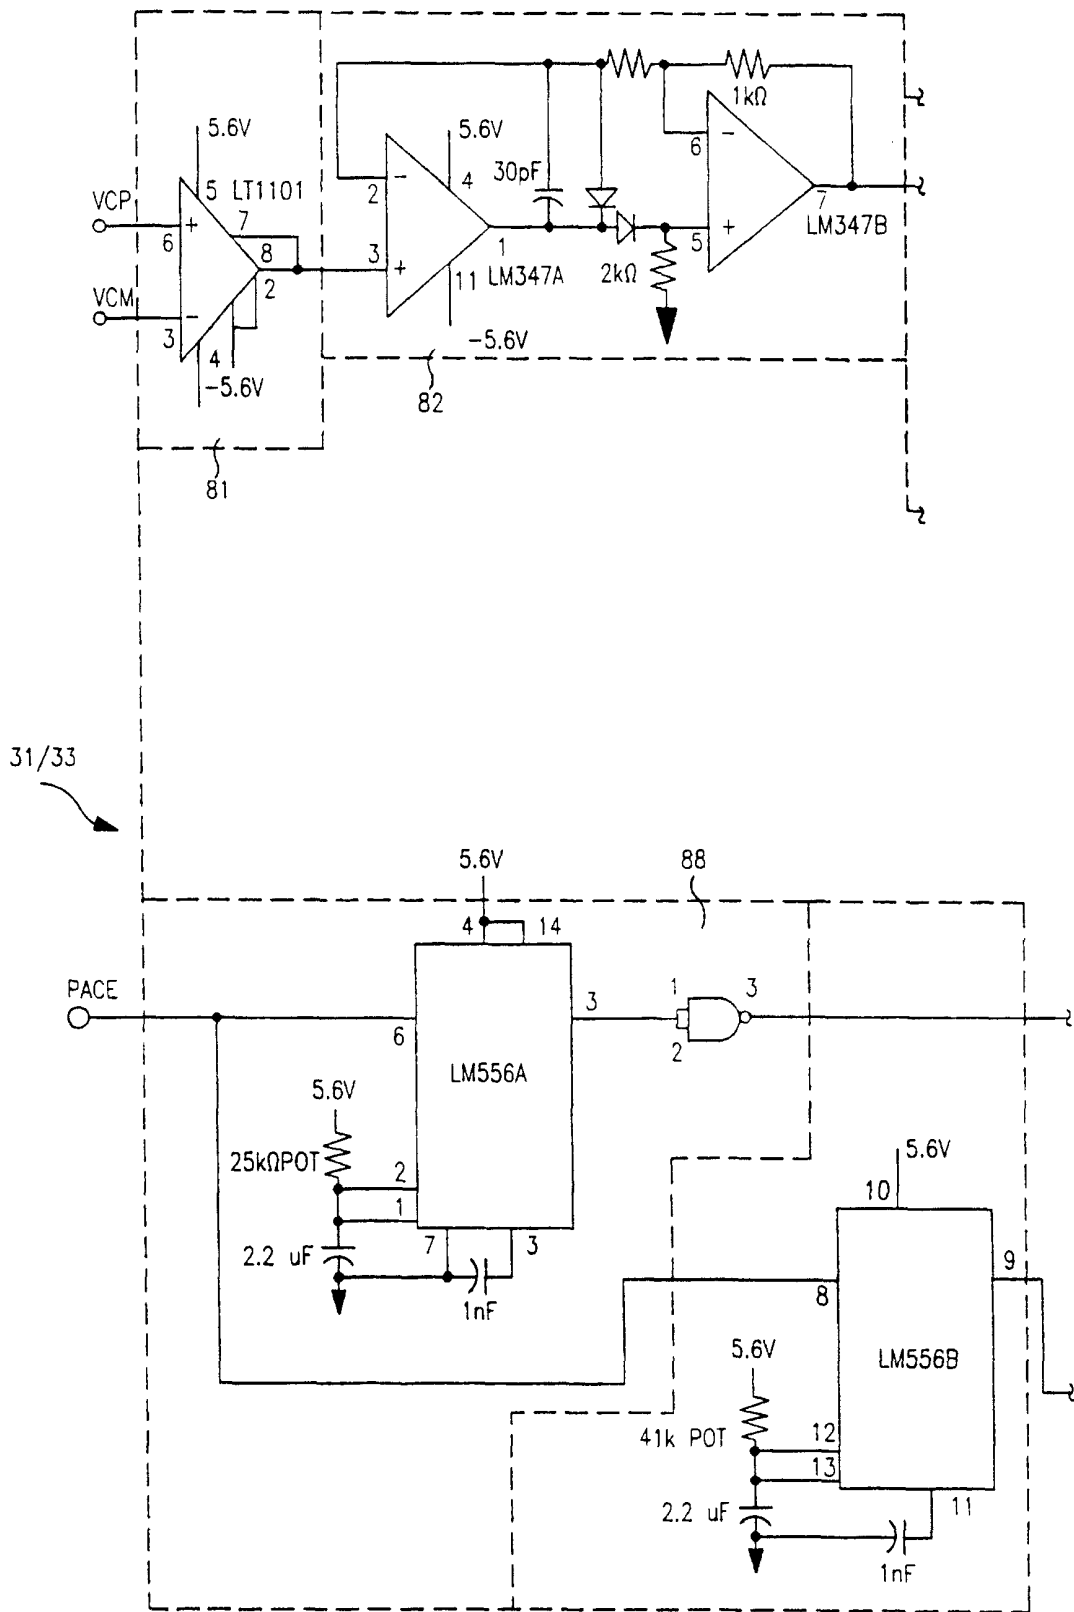 1kΩ
5.6V
5.6V
6
30pF
5
LT1101
4
VCP
7
2
7
6
8
3
1
5
LM347B
2
LM347A
2kΩ
11
VCM
3
4
-5.6V
-5.6V
82
81
31/33
5.6V
88
4
14
PACE
3
1
3
6
2
LM556A
5.6V
25kΩPOT
2
5.6V
1
10
7
3
2.2 uF
9
8
1nF
5.6V
LM556B
41k POT
12
13
2.2 uF
11
1nF